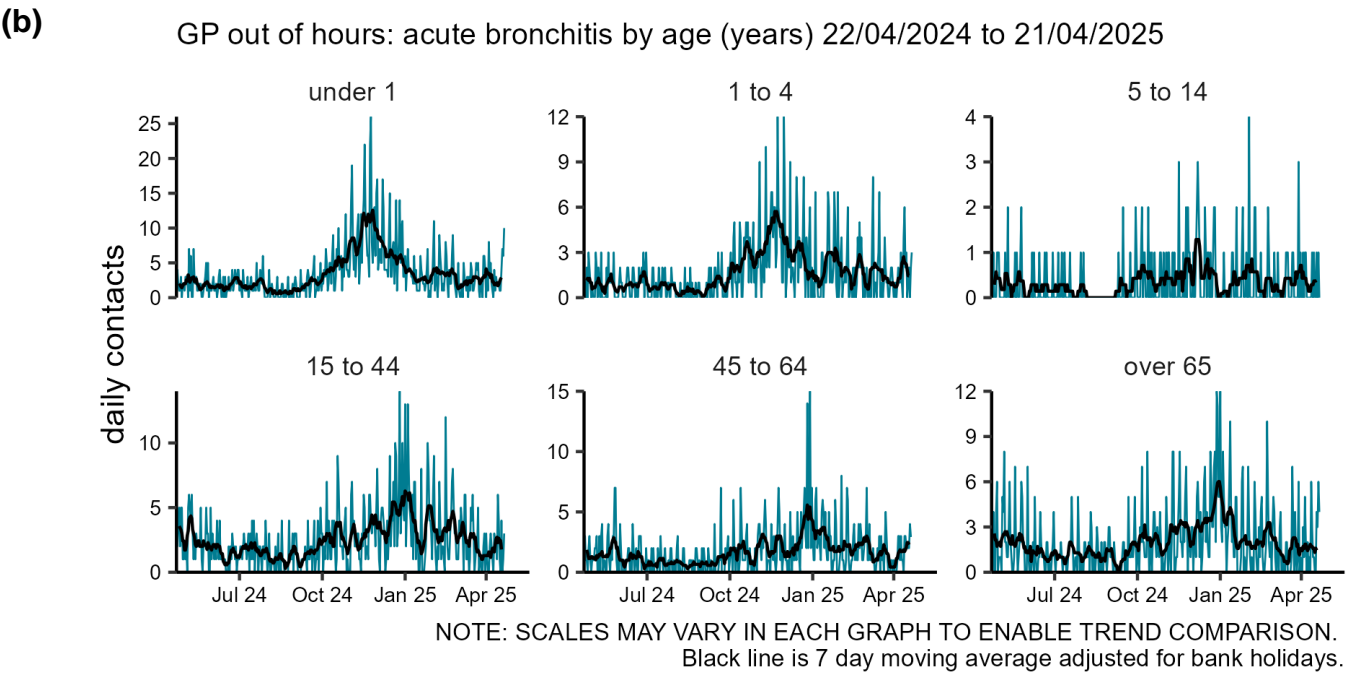 (b)
GP out of hours: acute bronchitis by age (years) 22/04/2024 to 21/04/2025
under 1
1 to 4
5 to 14
25
20
15
10
5
0
12
9
6
3
0
4
3
2
1
0
daily contacts
15 to 44
45 to 64
over 65
10
5
0
15
10
5
0
12
9
6
3
0
Jul 24 Oct 24 Jan 25 Apr 25
Jul 24 Oct 24 Jan 25 Apr 25
Jul 24 Oct 24 Jan 25 Apr 25
NOTE: SCALES MAY VARY IN EACH GRAPH TO ENABLE TREND COMPARISON.
Black line is 7 day moving average adjusted for bank holidays.